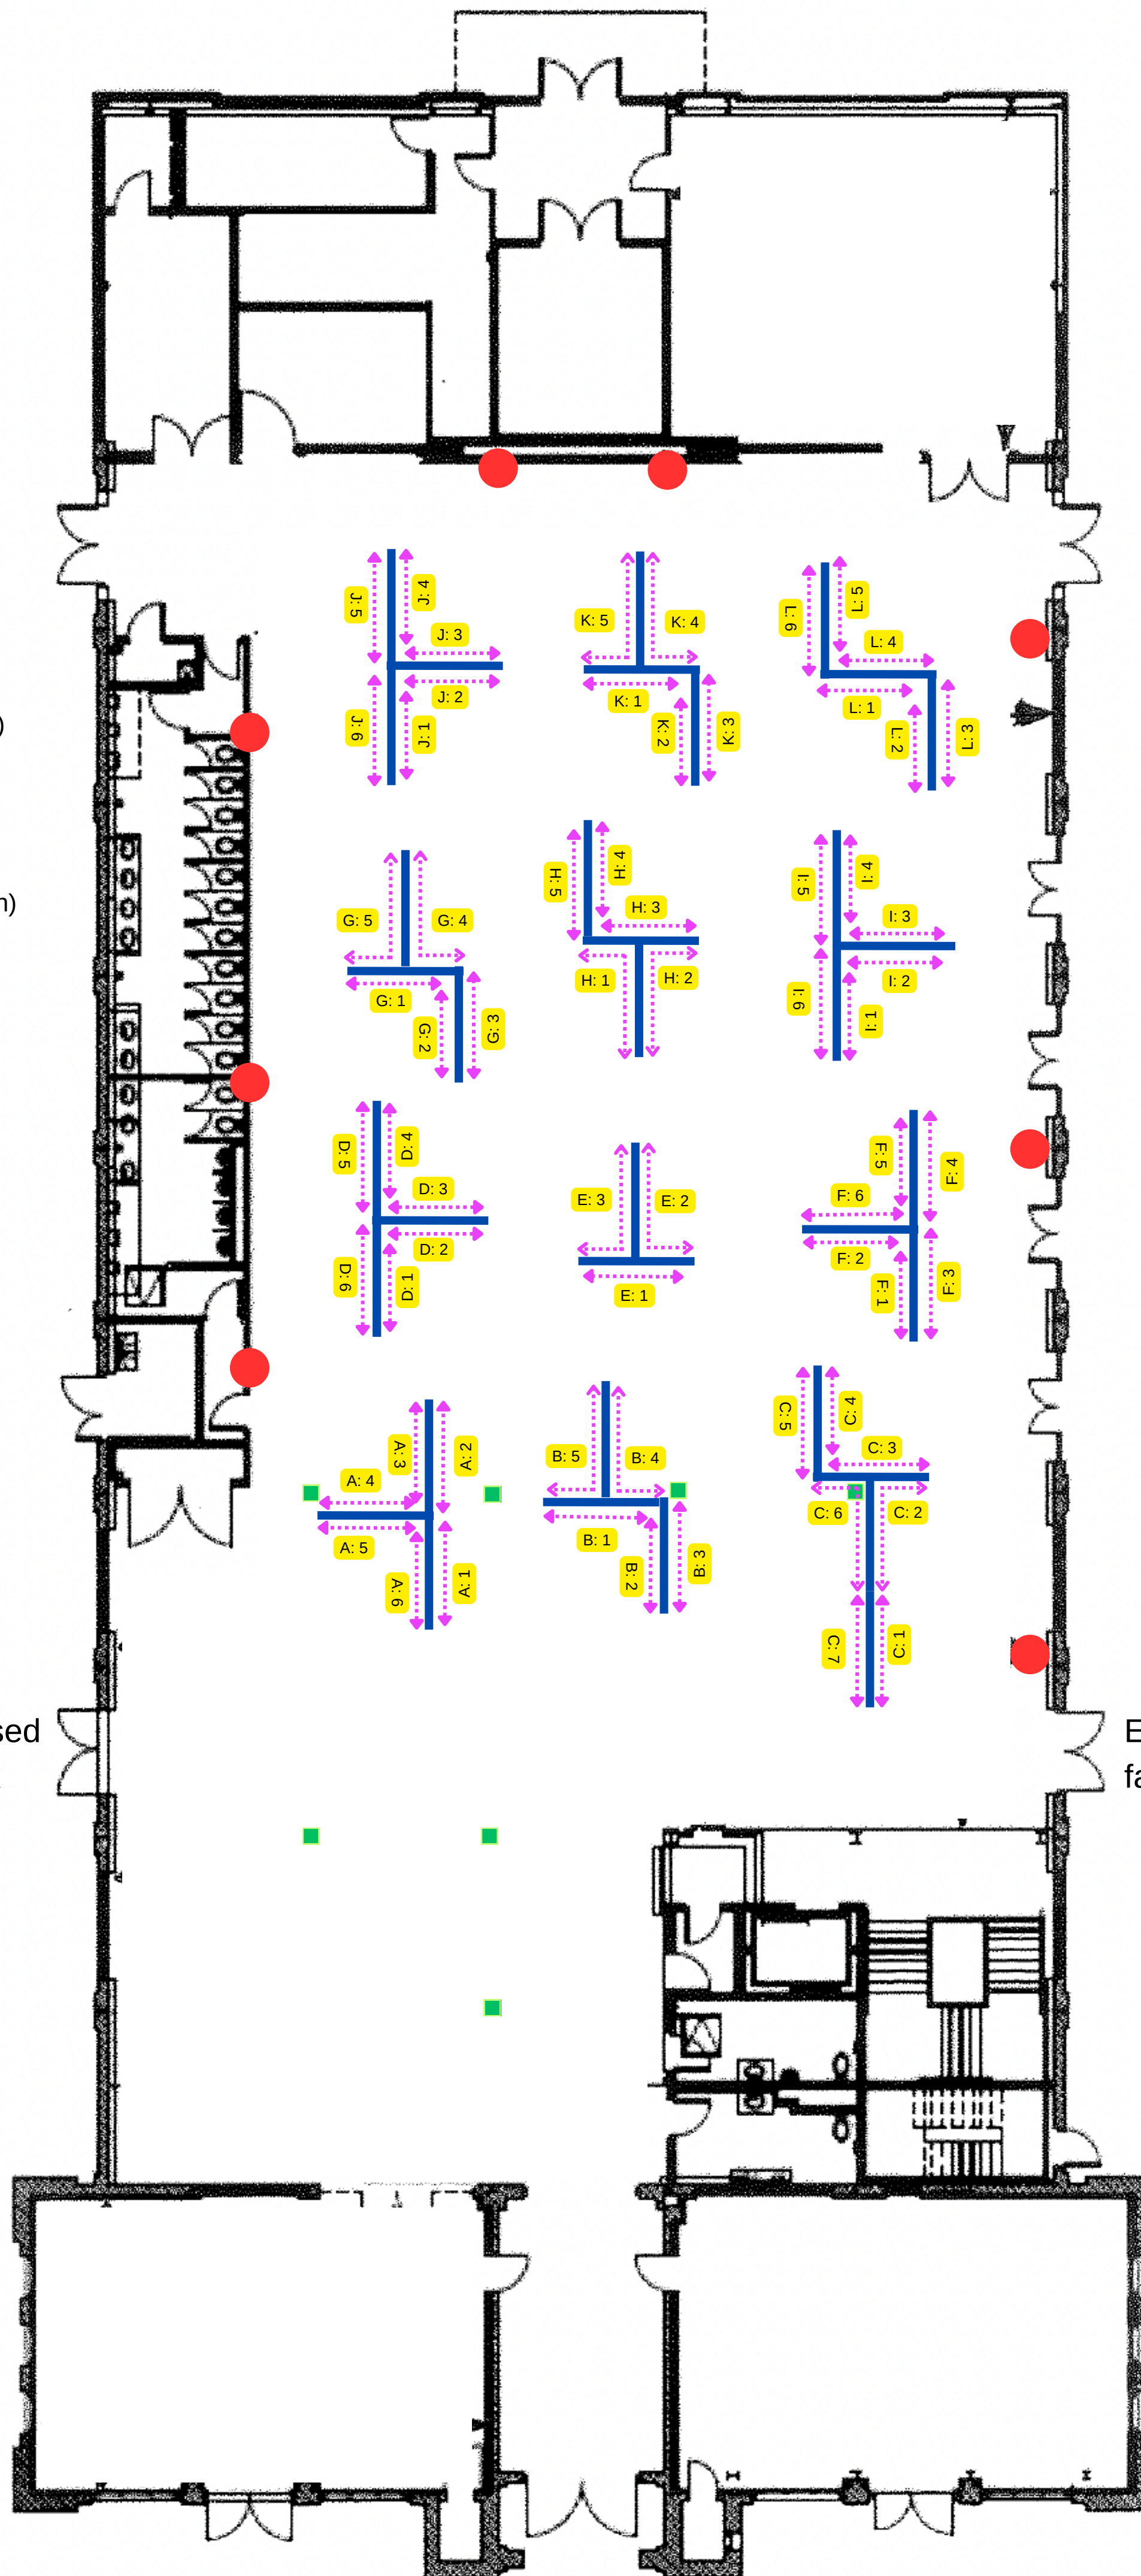 J: 5
J: 4
J: 3
J: 2
J: 6
J: 1
K: 5
K: 4
K: 1
K: 2
K: 3
L: 6
L: 5
L: 4
L: 1
L: 2
L: 3
)
G: 5
G: 4
G: 1
G: 2
G: 3
H: 5
H: 4
H: 3
H: 1
H: 2
I: 5
I: 4
I: 3
I: 2
I: 6
I: 1
)
D: 5
D: 4
D: 3
D: 2
D: 6
D: 1
E: 3
E: 2
E: 1
F: 5
F: 4
F: 6
F: 2
F: 1
F: 3
A: 3
A: 2
A: 4
A: 5
A: 6
A: 1
B: 5
B: 4
B: 1
B: 2
B: 3
C: 5
C: 4
C: 3
C: 6
C: 2
C: 7
C: 1
sed
E
fa